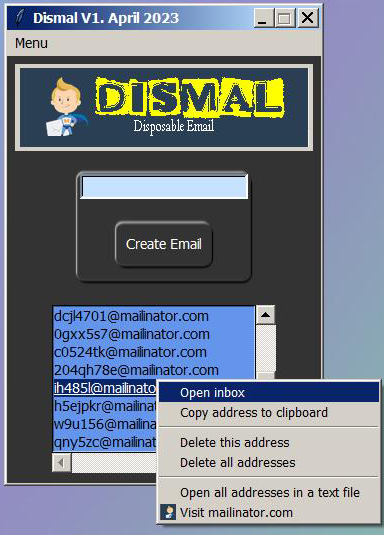 Dismal V1. April 2023
Menu
DISMAL
Disposable Email
Create Email
dcjl4701@mailinator.com
0gxx5s7@mailinator.com
c0524tk@mailinator.com
204qh78e@mailinator.com
ih485l@mailinato
h5ejpkr@mailinat
w9u156@mailinat
qny5zc@mailinat
Open inbox
Copy address to clipboard
Delete this address
Delete all addresses
Open all addresses in a text file
Visit mailinator.com